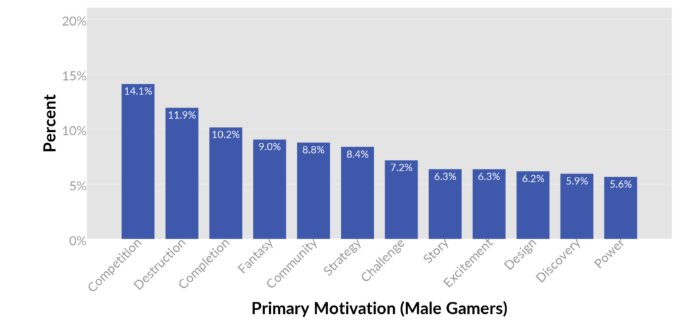 20%
15%
10%
5%
0%
Percent
14.1%
11.9%
10.2%
9.0%
8.8%
8.4%
7.2%
6.3%
6.3%
6.2%
5.9%
5.6%
Competition
Destruction
Completion
Fantasy
Community
Strategy
Challenge
Story
Excitement
Design
Discovery
Power
Primary Motivation (Male Gamers)